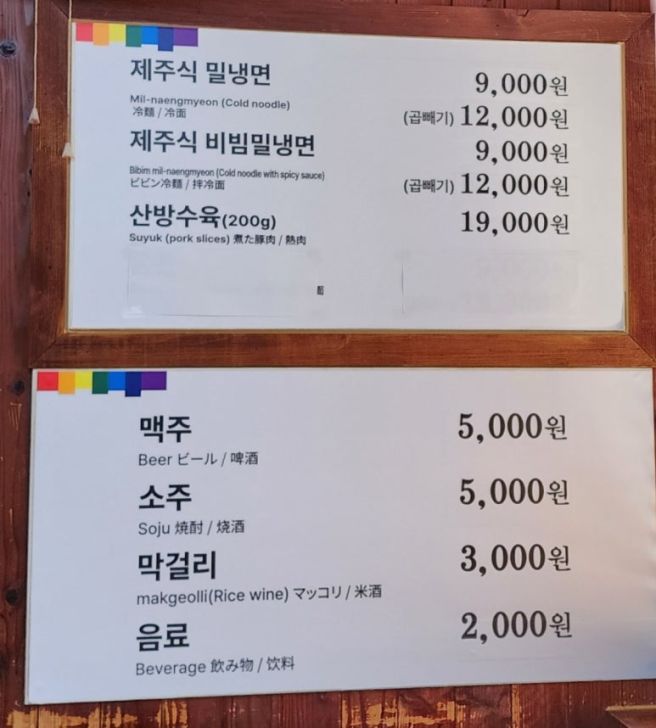 제주식 밀냉면 9,000원
Mil-naengmyeon (Cold noodle)
冷麵 / 冷面 (곱빼기) 12,000원
제주식 비빔밀냉면 9,000원
Bibim mil-naengmyeon (Cold noodle with spicy sauce)
ビビン冷麵 / 拌冷面 (곱빼기) 12,000원
산방수육(200g) 19,000원
Suyuk (pork slices) 煮た豚肉 / 熱肉
맥주 5,000원
Beer ビール / 啤酒
소주 5,000원
Soju 焼酎 / 烧酒
막걸리 3,000원
makgeolli(Rice wine) マッコリ / 米酒
음료 2,000원
Beverage 飲み物 / 饮料